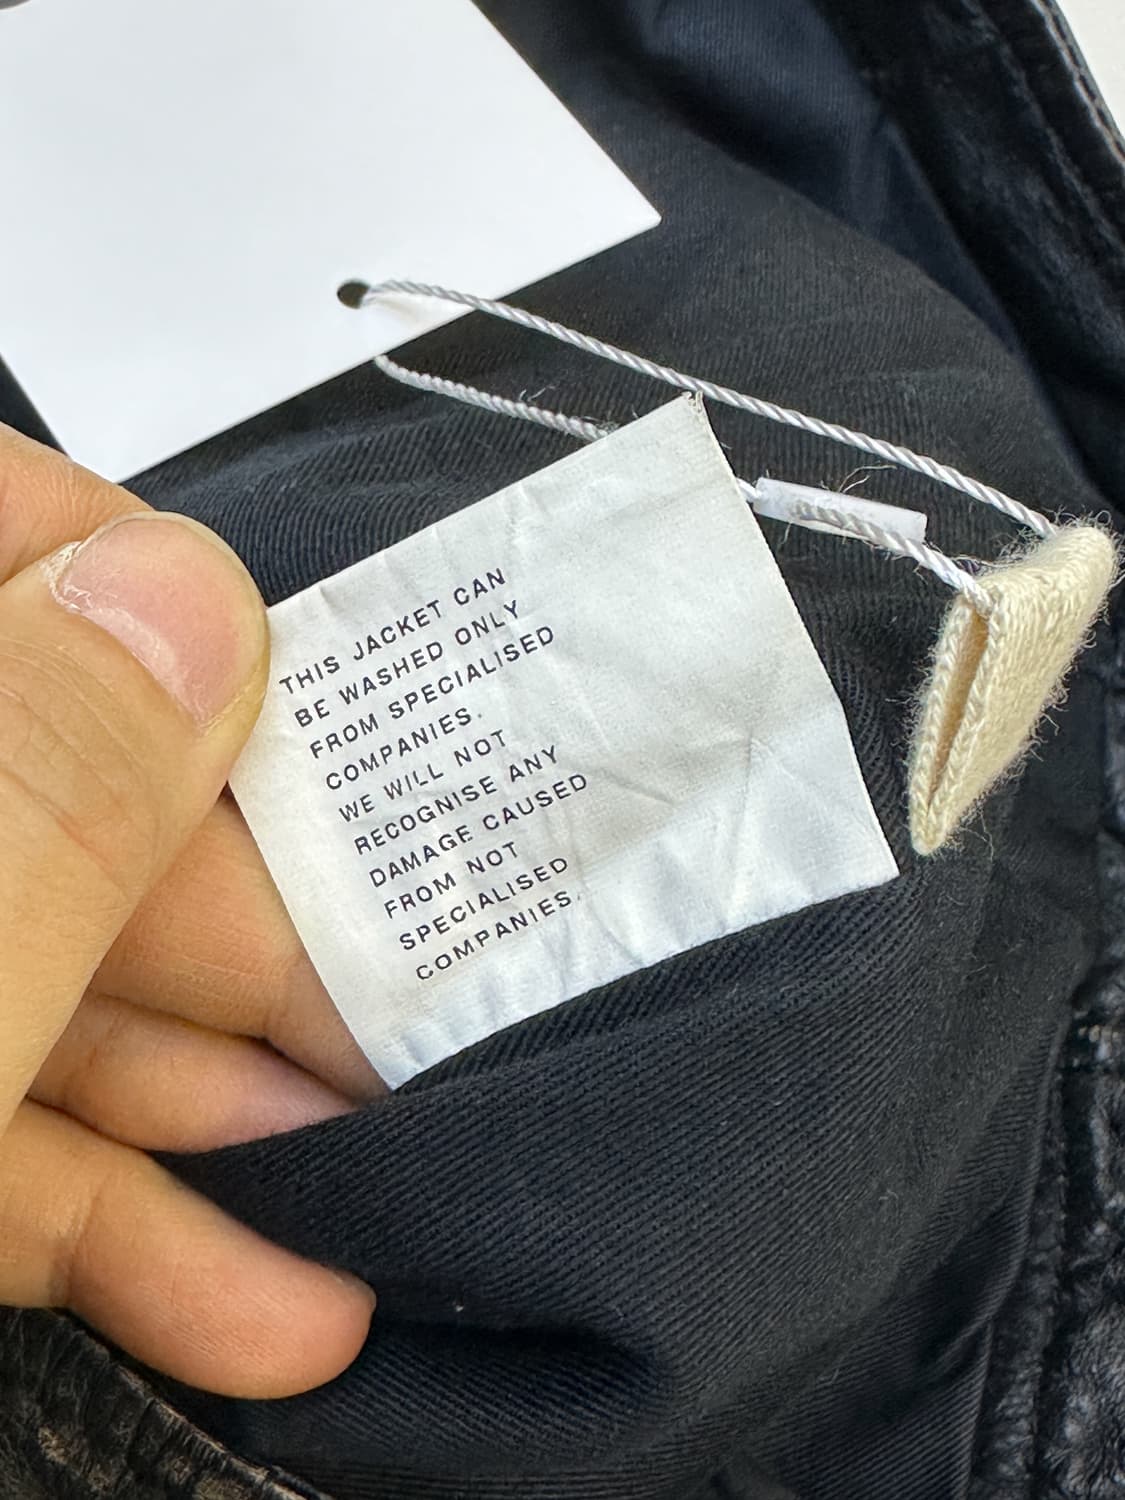 THIS JACKET CAN
BE WASHED ONLY
FROM SPECIALISED
COMPANIES.
WE WILL NOT
RECOGNISE ANY
DAMAGE CAUSED
FROM NOT
SPECIALISED
COMPANIES.